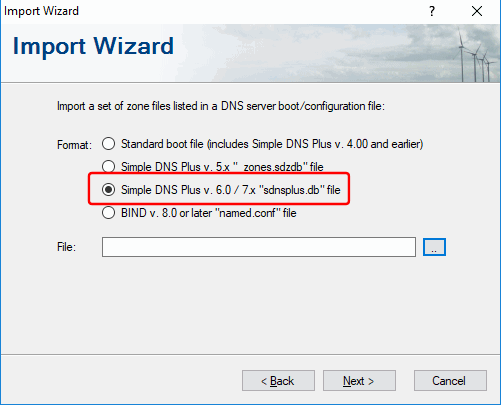 Import Wizard
Import Wizard
Import a set of zone files listed in a DNS server boot/configuration file:
Format: Standard boot file (includes Simple DNS Plus v. 4.00 and earlier)
Simple DNS Plus v. 5.x "_zones.sdzdb" file
Simple DNS Plus v. 6.0 / 7.x "sdnsplus.db" file
BIND v. 8.0 or later "named.conf" file
File: ..
< Back Next > Cancel